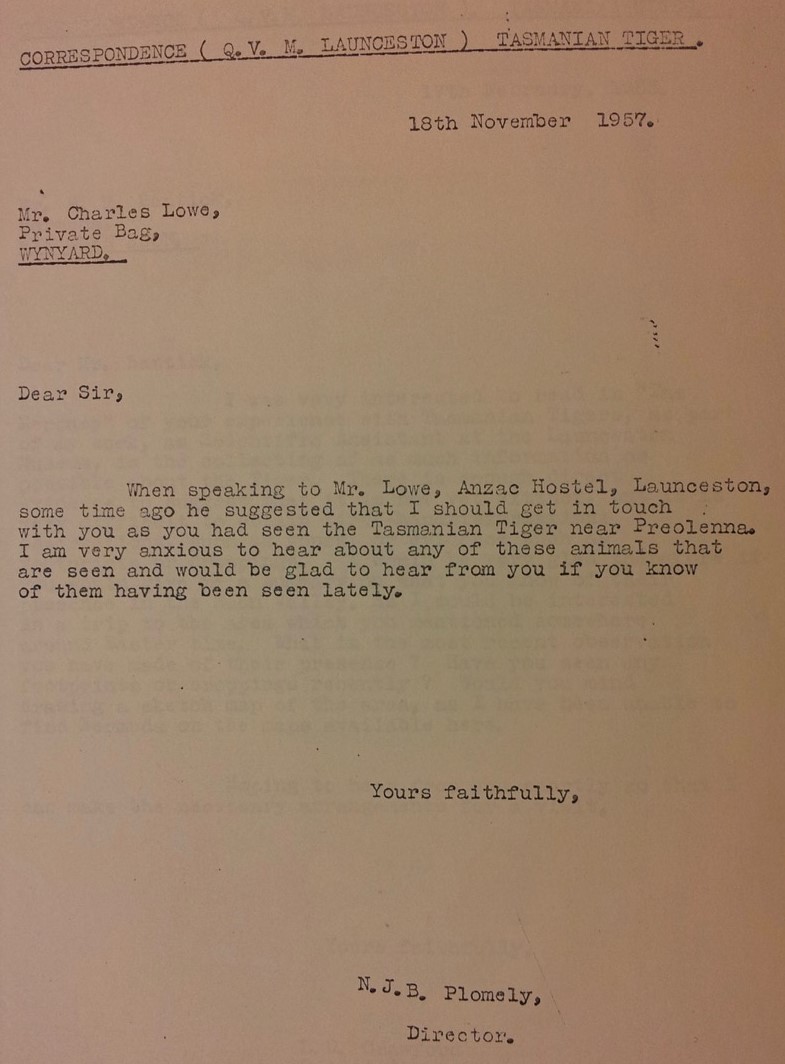 CORRESPONDENCE ( Q. V. M. LAUNCESTON ) TASMANIAN TIGER .
18th November 1957.
Mr. Charles Lowe,
Private Bag,
WYNYARD.
Dear Sir,
When speaking to Mr. Lowe, Anzac Hostel, Launceston,
some time ago he suggested that I should get in touch
with you as you had seen the Tasmanian Tiger near Preolenna.
I am very anxious to hear about any of these animals that
are seen and would be glad to hear from you if you know
of them having been seen lately.
Yours faithfully,
N.J.B. Plomely,
Director.